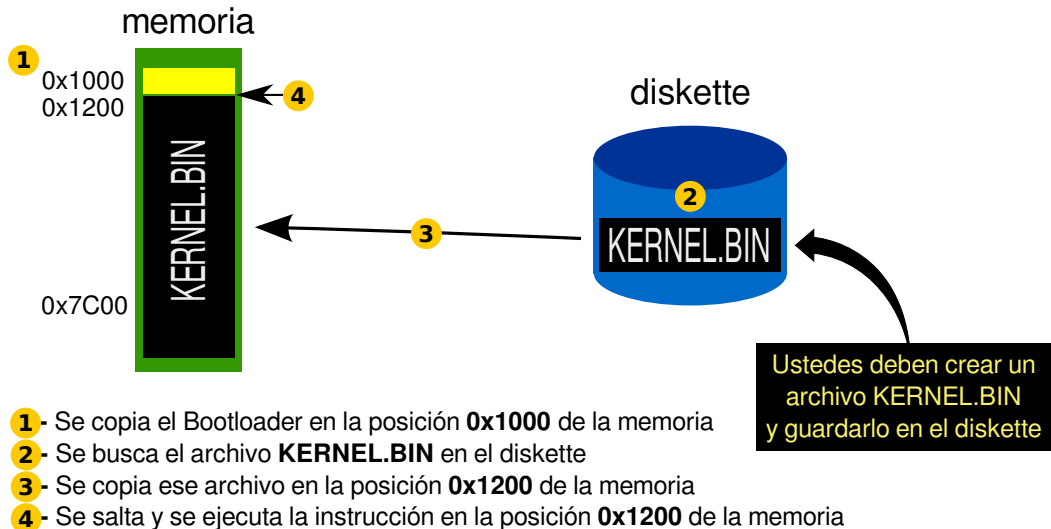 memoria
1
0x1000
0x1200
4
KERNEL.BIN
0x7C00
3
diskette
2
KERNEL.BIN
Ustedes deben crear un
archivo KERNEL.BIN
y guardarlo en el diskette
1 - Se copia el Bootloader en la posición 0x1000 de la memoria
2 - Se busca el archivo KERNEL.BIN en el diskette
3 - Se copia ese archivo en la posición 0x1200 de la memoria
4 - Se salta y se ejecuta la instrucción en la posición 0x1200 de la memoria